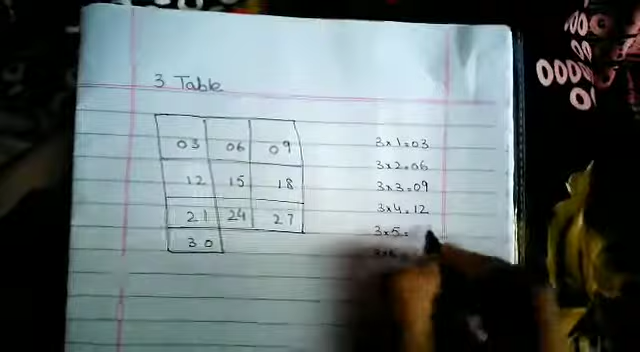 3 Table
03 06 09
12 15 18
21 24 27
30
3x1=03
3x2=06
3x3=09
3x4=12
3x5=